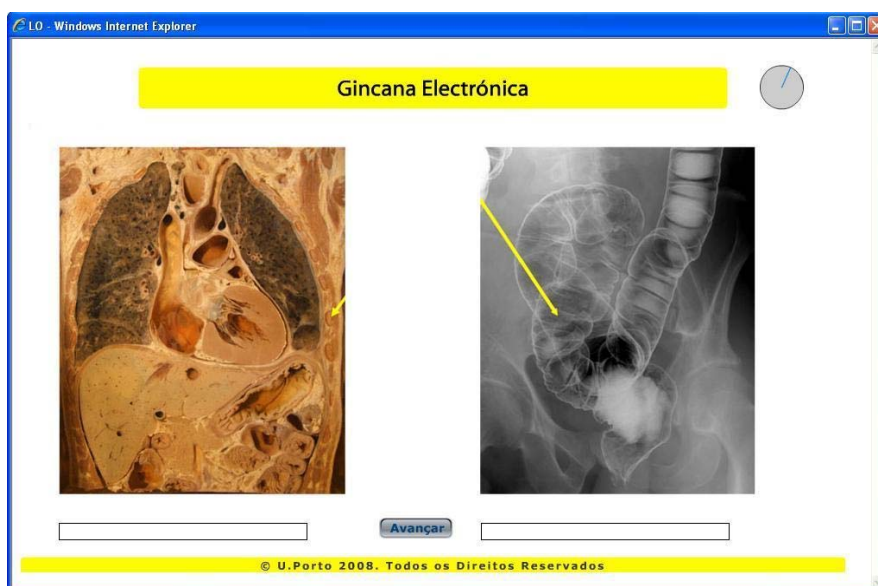 LO - Windows Internet Explorer
Gincana Electrónica
Avançar
© U.Porto 2008. Todos os Direitos Reservados